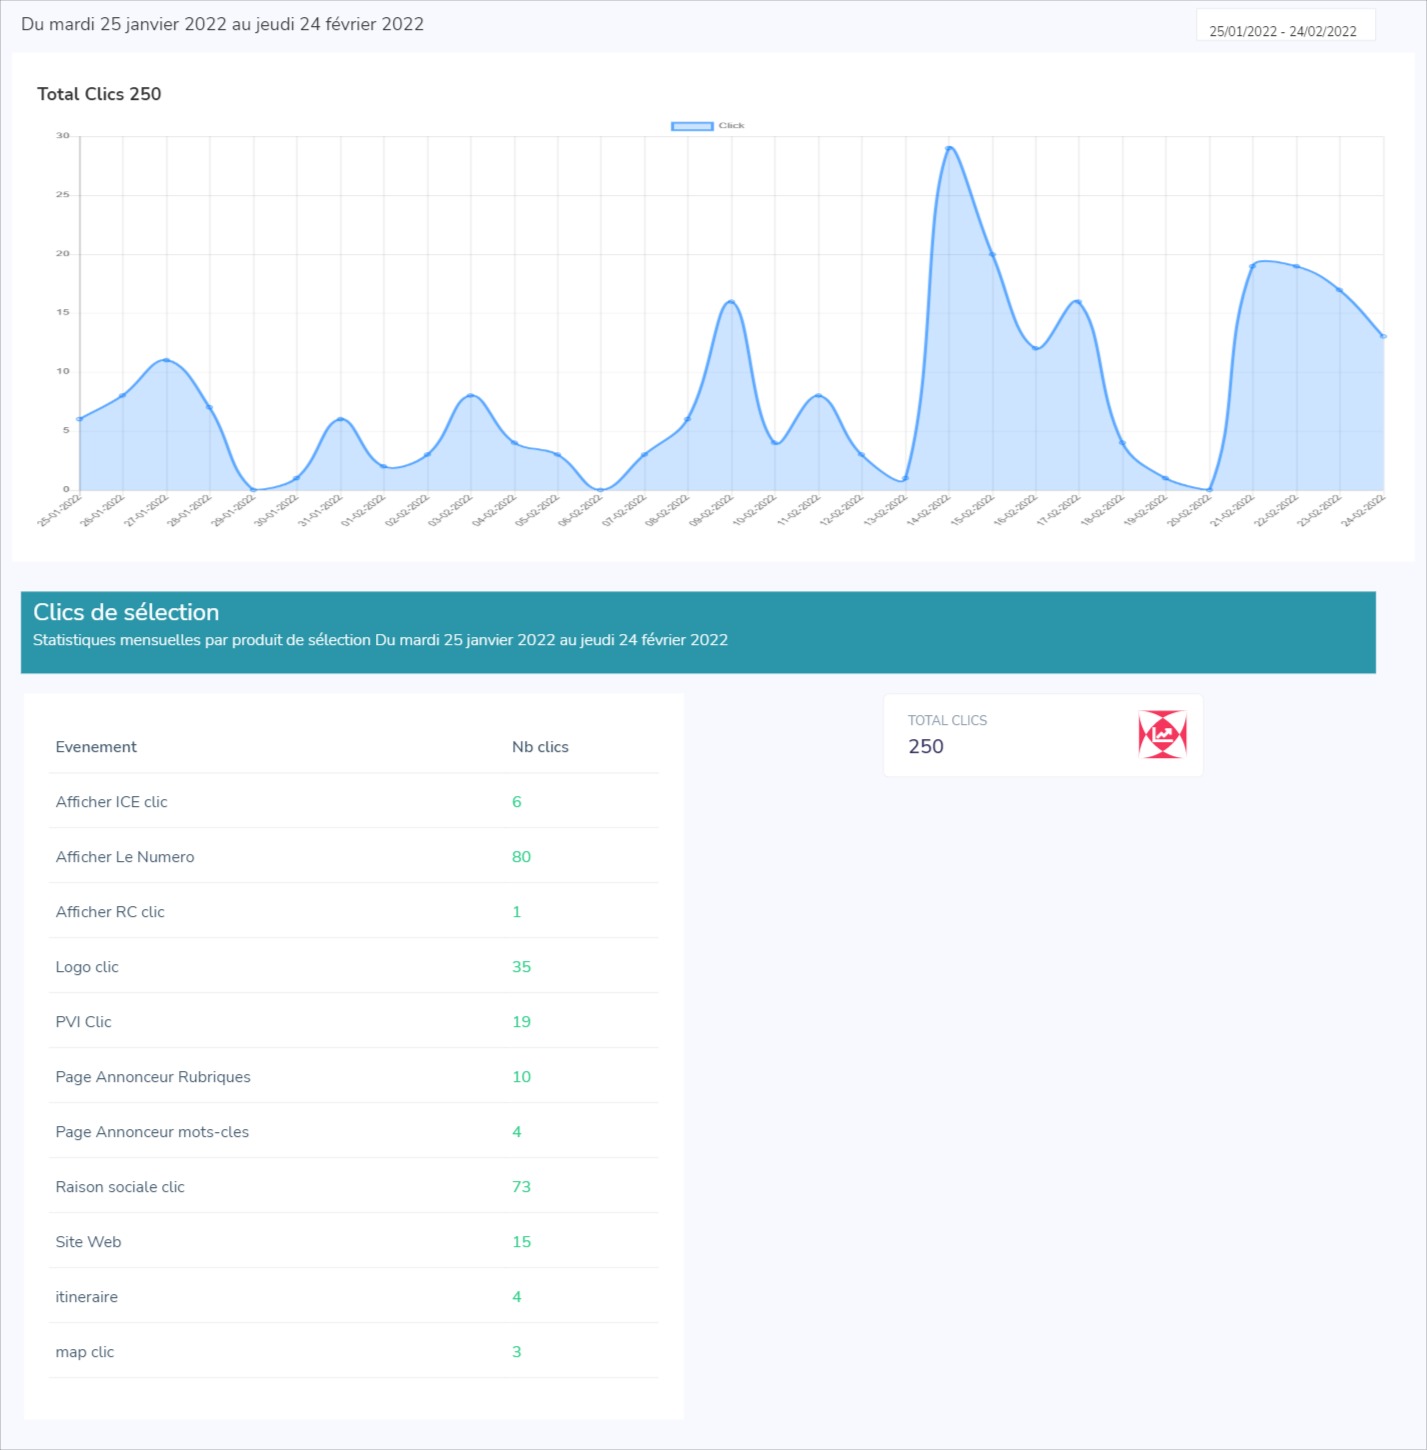 Du mardi 25 janvier 2022 au jeudi 24 février 2022
25/01/2022 - 24/02/2022
Total Clics 250
Click
30
25
20
15
10
5
0
25-01-2022 26-01-2022 27-01-2022 28-01-2022 29-01-2022 30-01-2022 31-01-2022 01-02-2022 02-02-2022 03-02-2022 04-02-2022 05-02-2022 06-02-2022 07-02-2022 08-02-2022 09-02-2022 10-02-2022 11-02-2022 12-02-2022 13-02-2022 14-02-2022 15-02-2022 16-02-2022 17-02-2022 18-02-2022 19-02-2022 20-02-2022 21-02-2022 22-02-2022 23-02-2022 24-02-2022
Clics de sélection
Statistiques mensuelles par produit de sélection Du mardi 25 janvier 2022 au jeudi 24 février 2022
Evenement Nb clics
Afficher ICE clic 6
Afficher Le Numero 80
Afficher RC clic 1
Logo clic 35
PVI Clic 19
Page Annonceur Rubriques 10
Page Annonceur mots-cles 4
Raison sociale clic 73
Site Web 15
itineraire 4
map clic 3
TOTAL CLICS
250